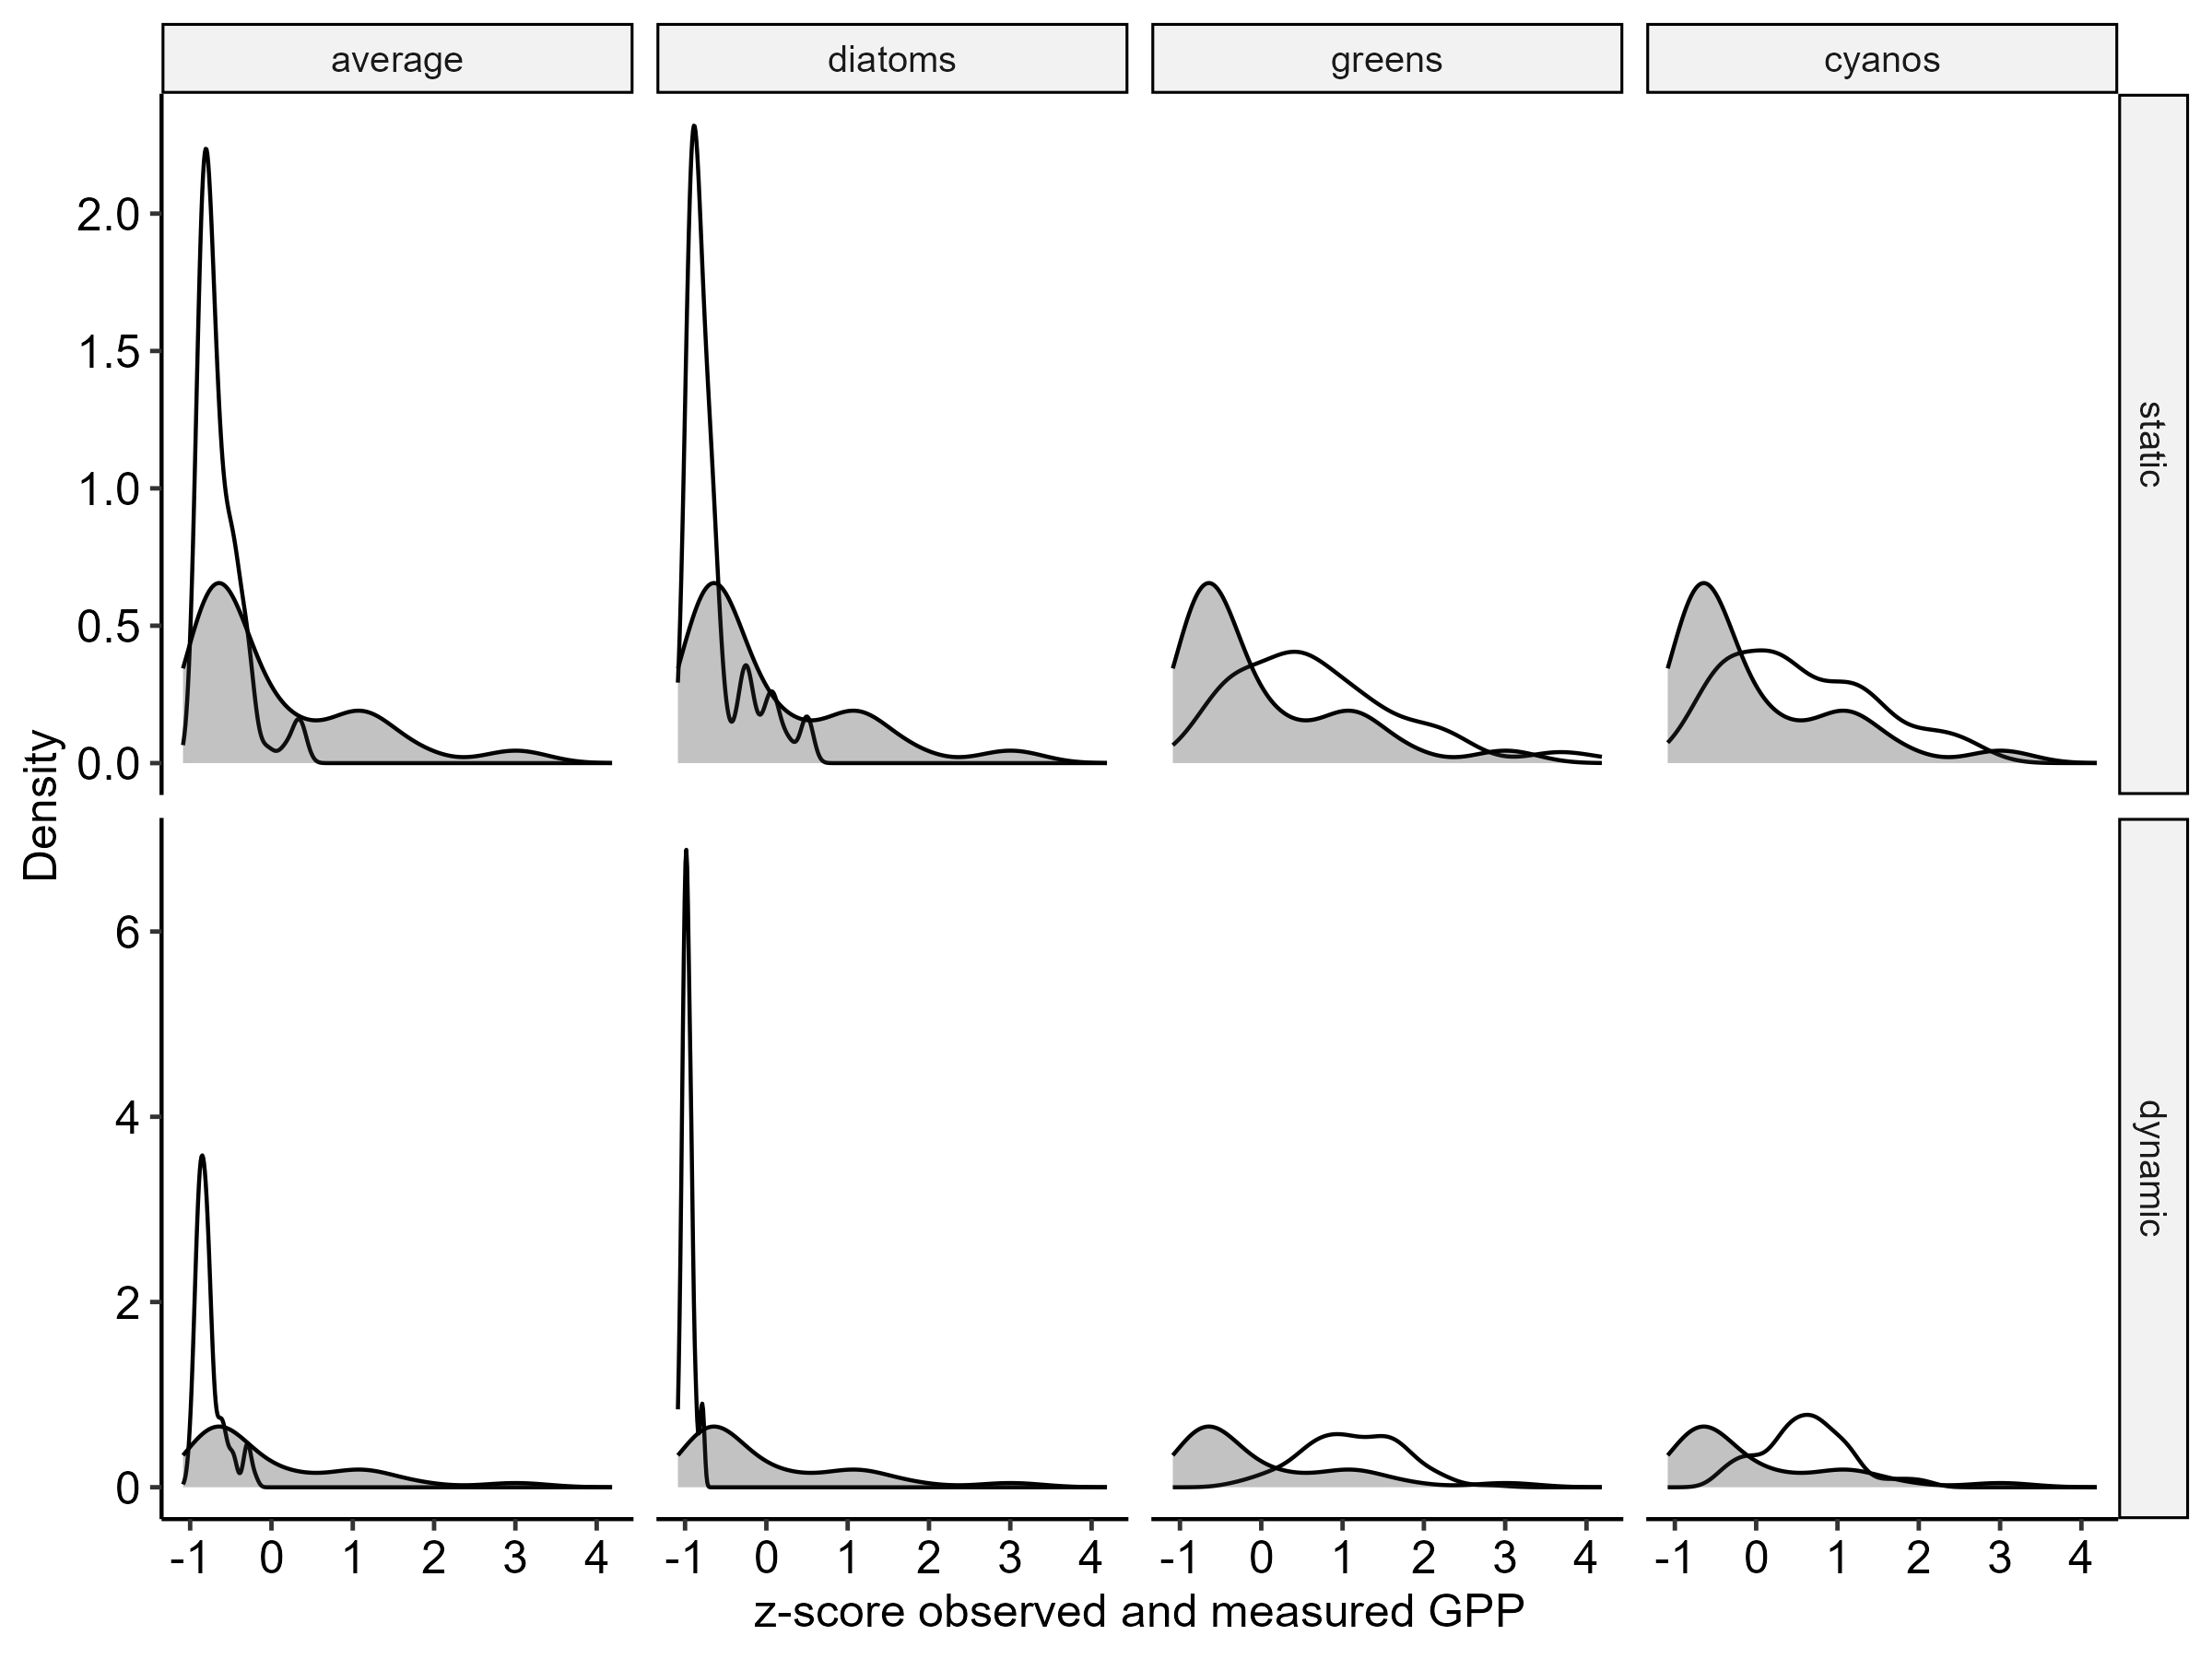 average diatoms greens cyanos
static
2.0
1.5
1.0
0.5
0.0
Density
dynamic
6
4
2
0
-1 0 1 2 3 4 -1 0 1 2 3 4 -1 0 1 2 3 4 -1 0 1 2 3 4
z-score observed and measured GPP